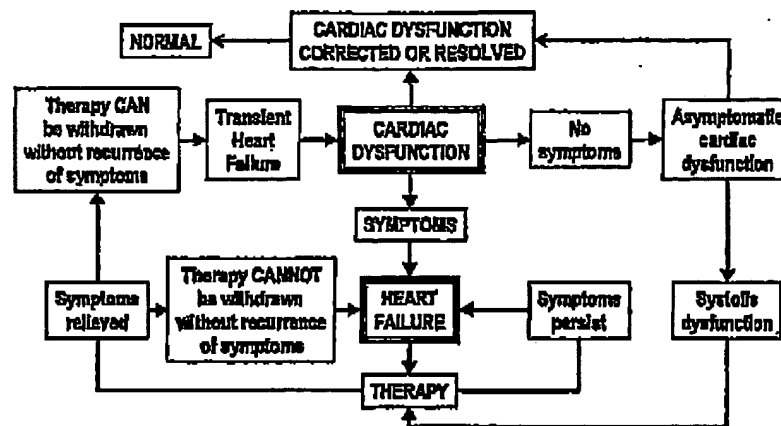 CARDIAC DYSFUNCTION
CORRECTED OR RESOLVED
NORMAL
Therapy CAN
be withdrawn
without recurrence
of symptoms
Transient
Heart
Failure
CARDIAC
DYSFUNCTION
No
symptoms
Asymptomatic
cardiac
dysfunction
SYMPTOMS
Symptoms
relieved
Therapy CANNOT
be withdrawn
without recurrence
of symptoms
HEART
FAILURE
Symptoms
persist
Systolic
dysfunction
THERAPY